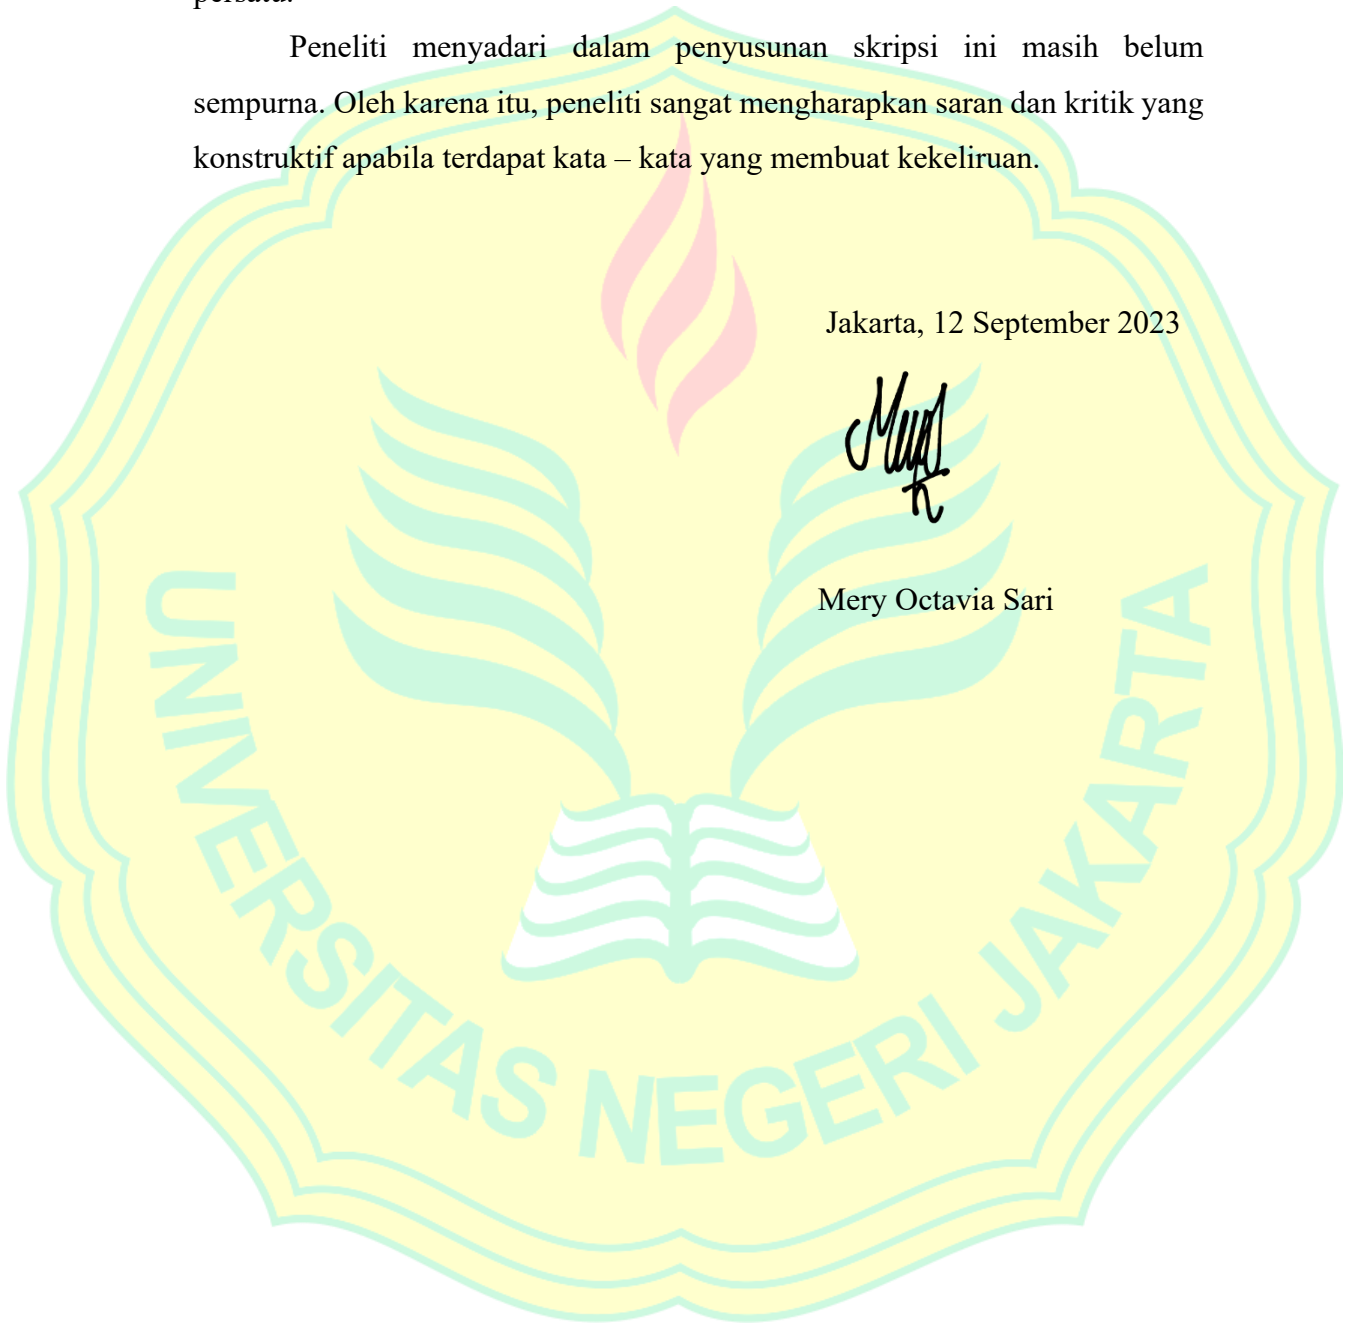 persatu.
Peneliti menyadari dalam penyusunan skripsi ini masih belum
sempurna. Oleh karena itu, peneliti sangat mengharapkan saran dan kritik yang
konstruktif apabila terdapat kata – kata yang membuat kekeliruan.
Jakarta, 12 September 2023
Mery Octavia Sari
UNIVERSITAS NEGERI JAKARTA